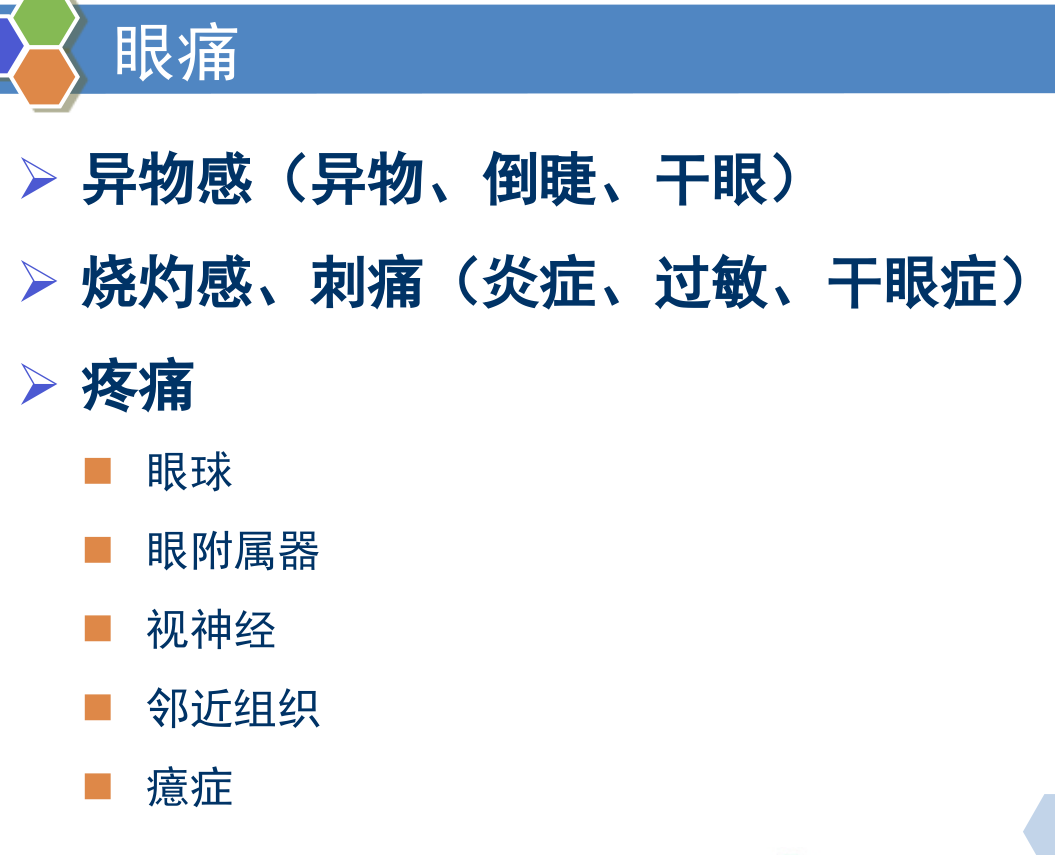 眼痛
异物感（异物、倒睫、干眼）
烧灼感、刺痛（炎症、过敏、干眼症）
疼痛
眼球
眼附属器
视神经
邻近组织
癔症